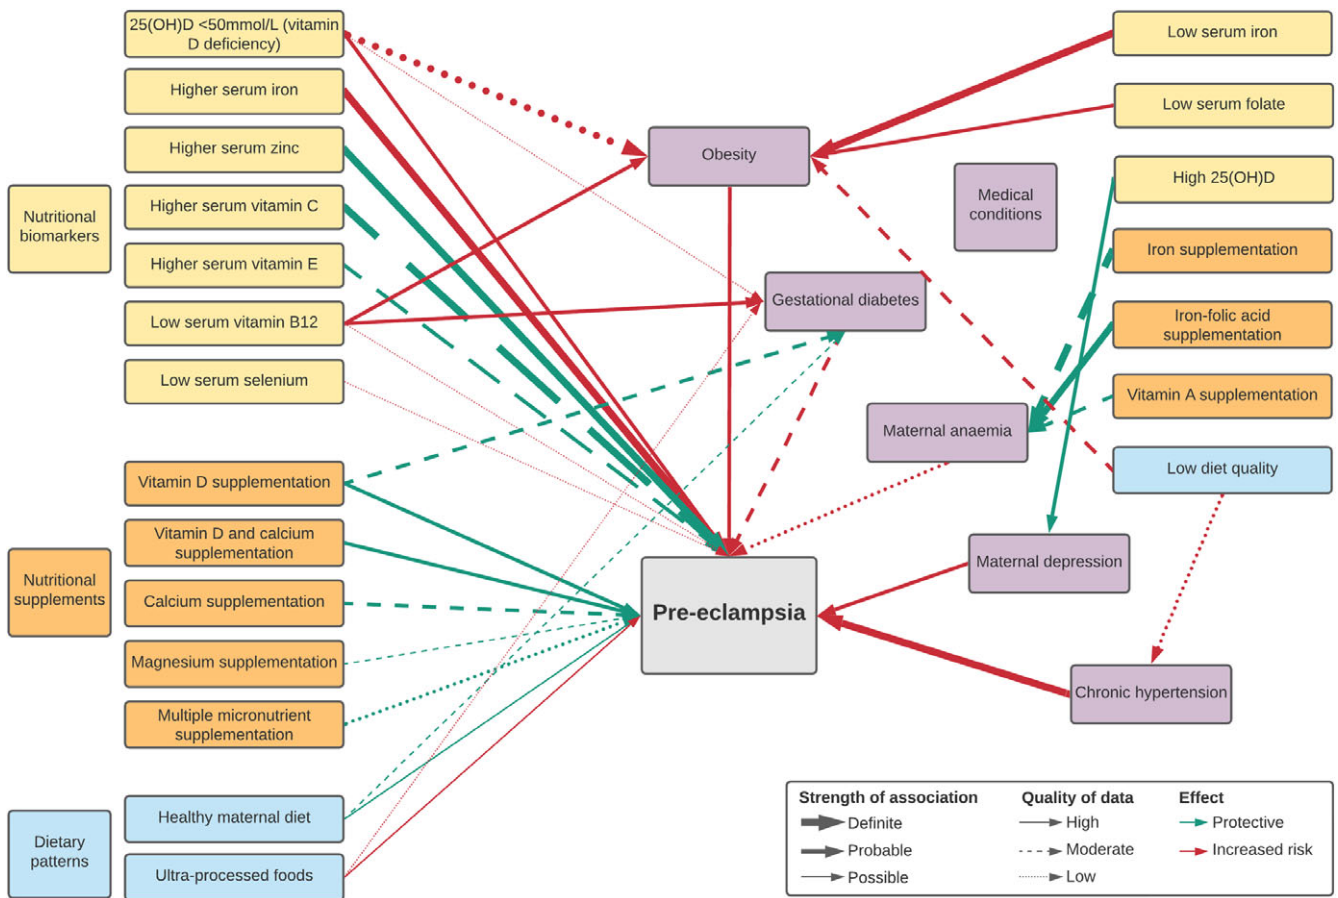 25(OH)D <50mmol/L (vitamin
D deficiency)
Higher serum iron
Higher serum zinc
Higher serum vitamin C
Higher serum vitamin E
Low serum vitamin B12
Low serum selenium
Nutritional
biomarkers
Vitamin D supplementation
Vitamin D and calcium
supplementation
Calcium supplementation
Magnesium supplementation
Multiple micronutrient
supplementation
Nutritional
supplements
Healthy maternal diet
Ultra-processed foods
Dietary
patterns
Obesity
Gestational diabetes
Maternal anaemia
Pre-eclampsia
Maternal depression
Chronic hypertension
Medical
conditions
Low serum iron
Low serum folate
High 25(OH)D
Iron supplementation
Iron-folic acid
supplementation
Vitamin A supplementation
Low diet quality
Strength of association
Definite
Probable
Possible
Quality of data
High
Moderate
Low
Effect
Protective
Increased risk